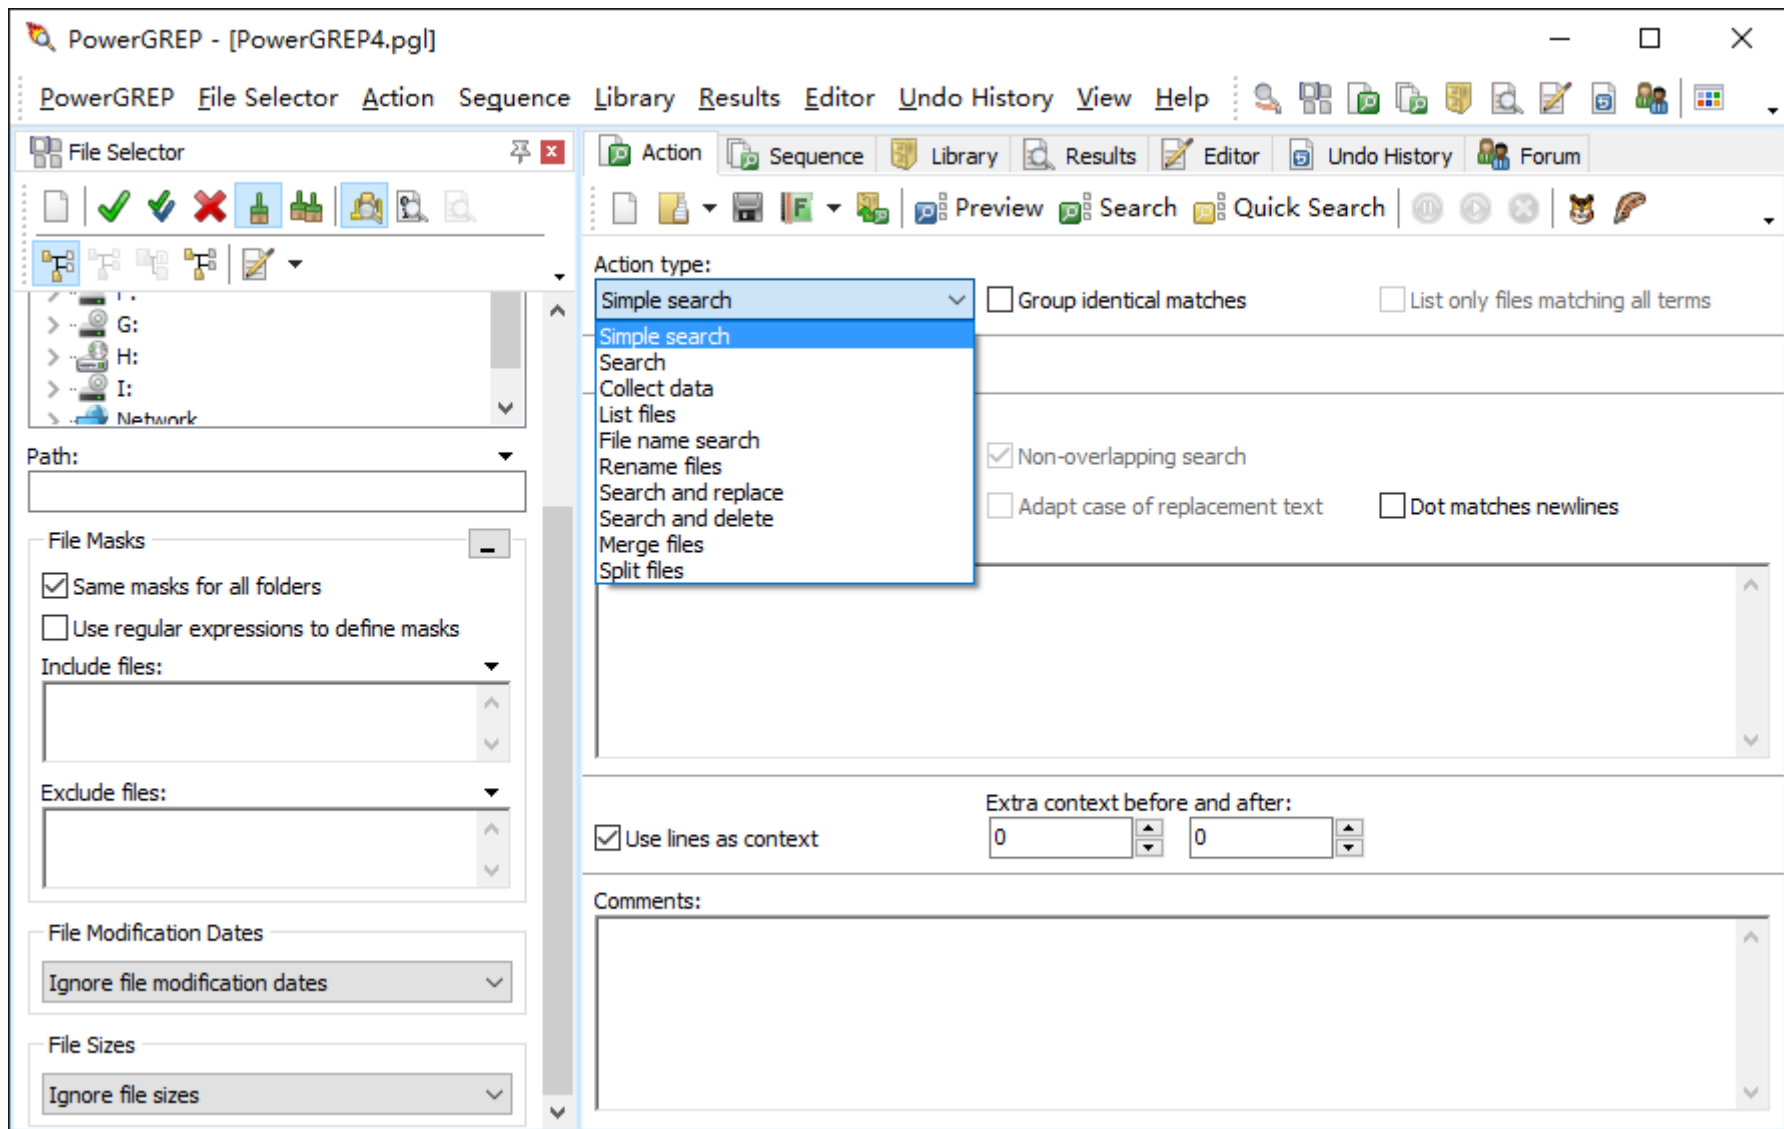 PowerGREP - [PowerGREP4.pgl]
PowerGREP File Selector Action Sequence Library Results Editor Undo History View Help
File Selector
Action Sequence Library Results Editor Undo History Forum
Preview Search Quick Search
Action type:
Simple search
Group identical matches
List only files matching all terms
Simple search
Search
Collect data
List files
File name search
Rename files
Search and replace
Search and delete
Merge files
Split files
G:
H:
I:
Network
Path:
Non-overlapping search
Adapt case of replacement text
Dot matches newlines
File Masks
Same masks for all folders
Use regular expressions to define masks
Include files:
Exclude files:
Use lines as context
Extra context before and after:
0 0
Comments:
File Modification Dates
Ignore file modification dates
File Sizes
Ignore file sizes